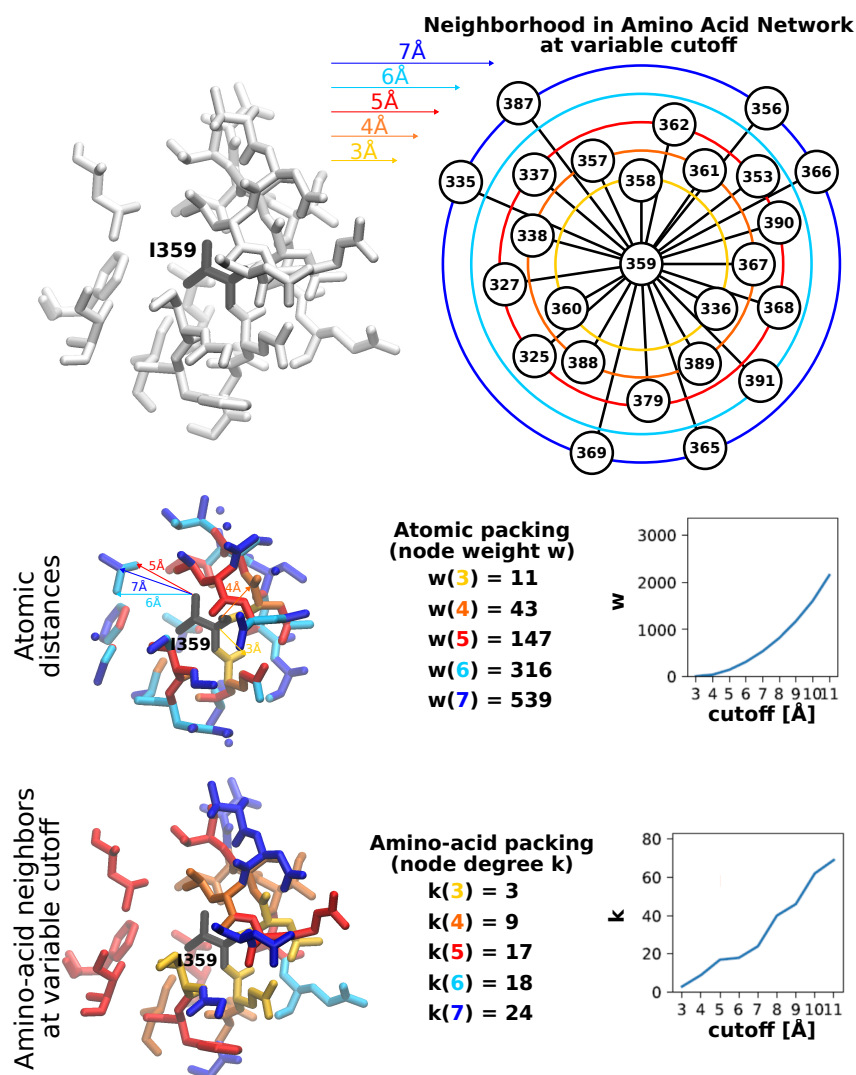 Neighborhood in Amino Acid Network
at variable cutoff
7Å
6Å
5Å
4Å
3Å
I359
387
356
362
335
337
357
358
361
353
366
338
390
359
367
327
360
336
368
325
388
389
379
391
369
365
Atomic
distances
5Å
7Å
6Å
4Å
3Å
I359
Atomic packing
(node weight w)
w(3) = 11
w(4) = 43
w(5) = 147
w(6) = 316
w(7) = 539
w
3000
2000
1000
0
3 4 5 6 7 8 9 10 11
cutoff [Å]
Amino-acid neighbors
at variable cutoff
I359
Amino-acid packing
(node degree k)
k(3) = 3
k(4) = 9
k(5) = 17
k(6) = 18
k(7) = 24
k
80
60
40
20
0
3 4 5 6 7 8 9 10 11
cutoff [Å]